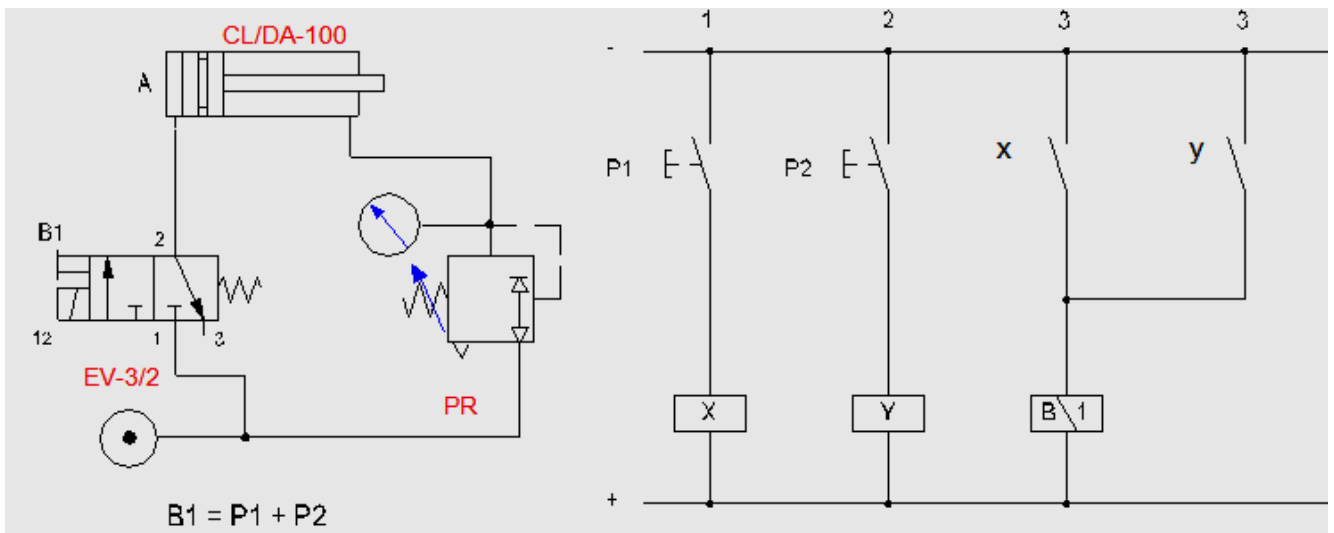 CL/DA-100
A
B1
2
12
1
3
EV-3/2
PR
B1 = P1 + P2
1
2
3
3
-
P1
P2
x
y
X
Y
B 1
+